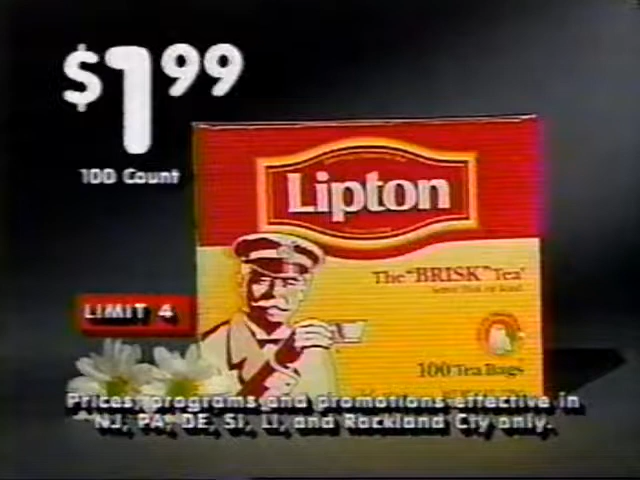 $1.99
100 Count
Lipton
The "BRISK" Tea
LIMIT 4
100 Tea Bags
Prices, programs and promotions effective in
NJ, PA, DE, SI, LI, and Rockland Cty only.